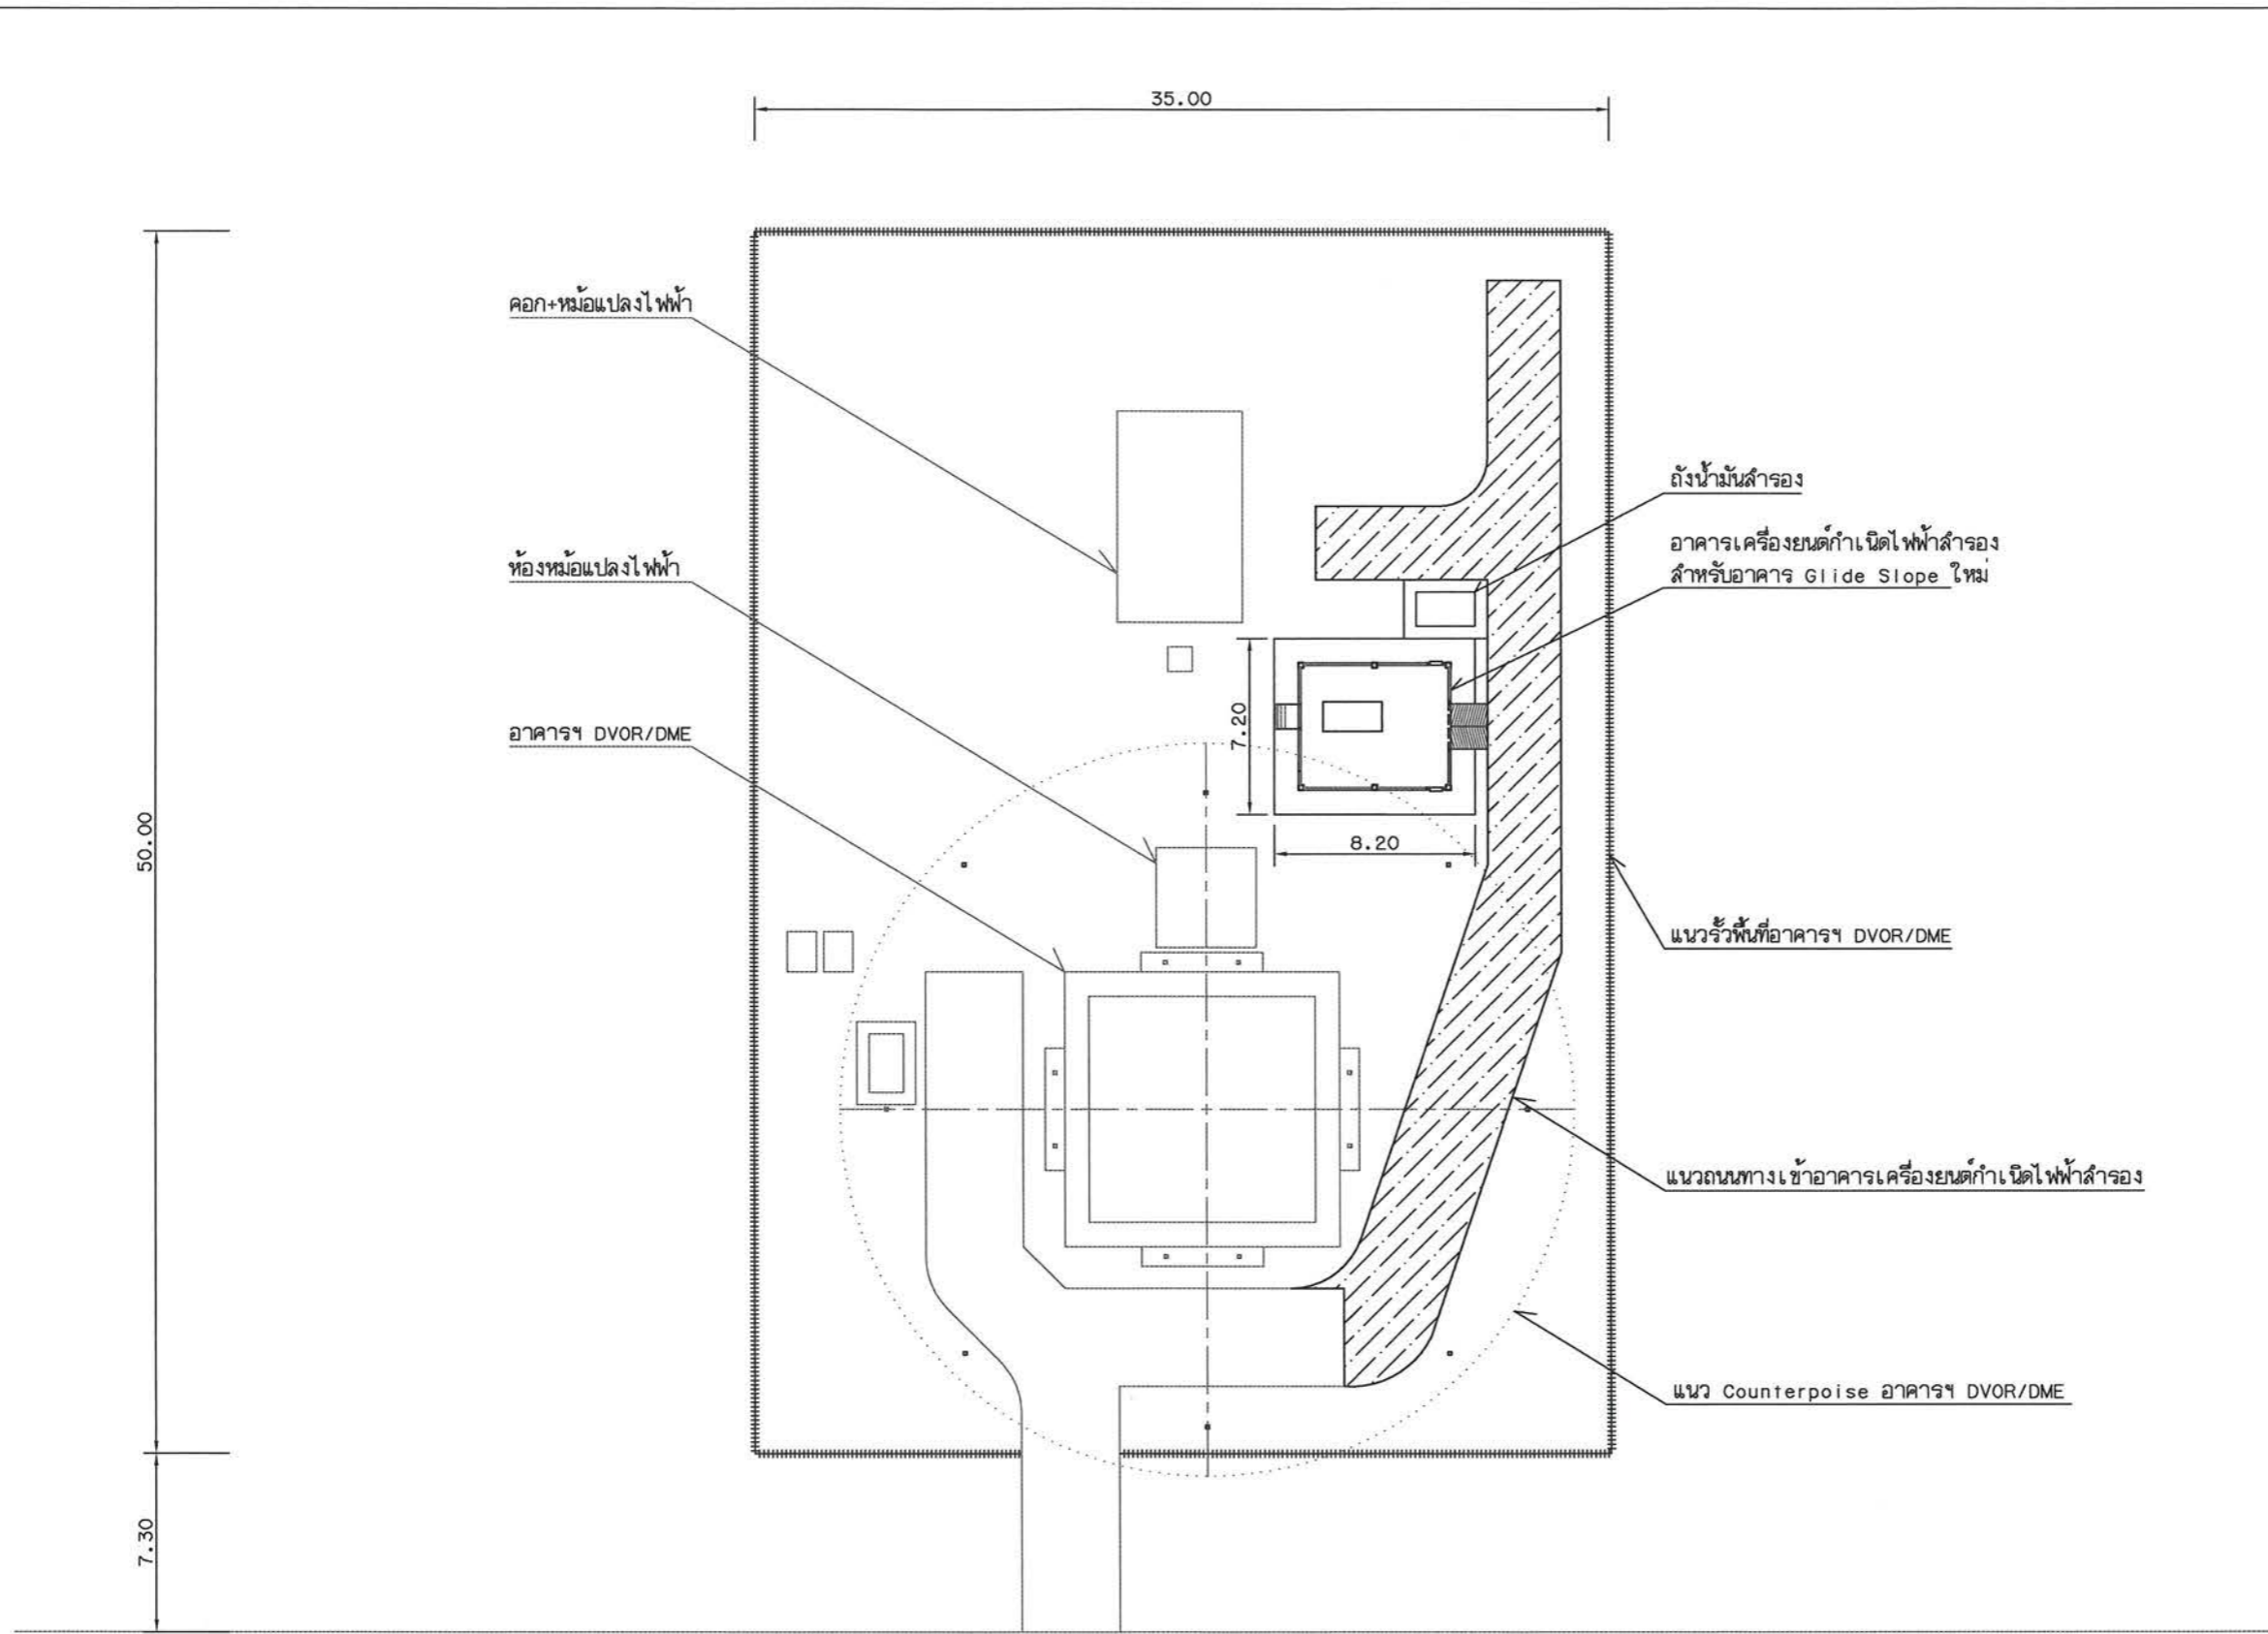 35.00
คอก+หม้อแปลงไฟฟ้า
ถังน้ำมันสำรอง
อาคารเครื่องยนต์กำเนิดไฟฟ้าสำรอง
สำหรับอาคาร Glide Slope ใหม่
ห้องหม้อแปลงไฟฟ้า
7.20
อาคารฯ DVOR/DME
8.20
50.00
แนวรั้วพื้นที่อาคารฯ DVOR/DME
แนวถนนทางเข้าอาคารเครื่องยนต์กำเนิดไฟฟ้าสำรอง
แนว Counterpoise อาคารฯ DVOR/DME
7.30